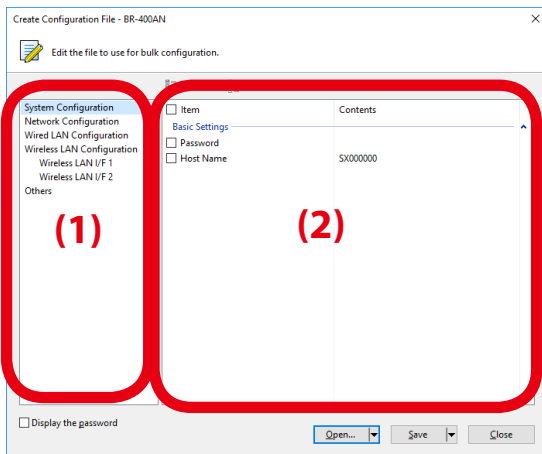 Create Configuration File - BR-400AN
Edit the file to use for bulk configuration.
System Configuration
Network Configuration
Wired LAN Configuration
Wireless LAN Configuration
Wireless LAN I/F 1
Wireless LAN I/F 2
Others
(1)
Item Contents
Basic Settings
Password
Host Name SX000000
(2)
Display the password
Open... Save Close